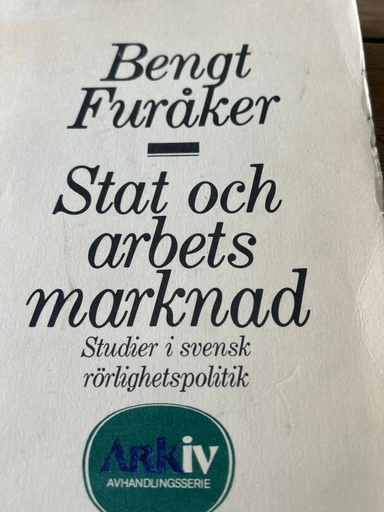 Bengt
Furåker
Stat och
arbets
marknad
Studier i svensk
rörlighetspolitik
Arkiv
AVHANDLINGSSERIE